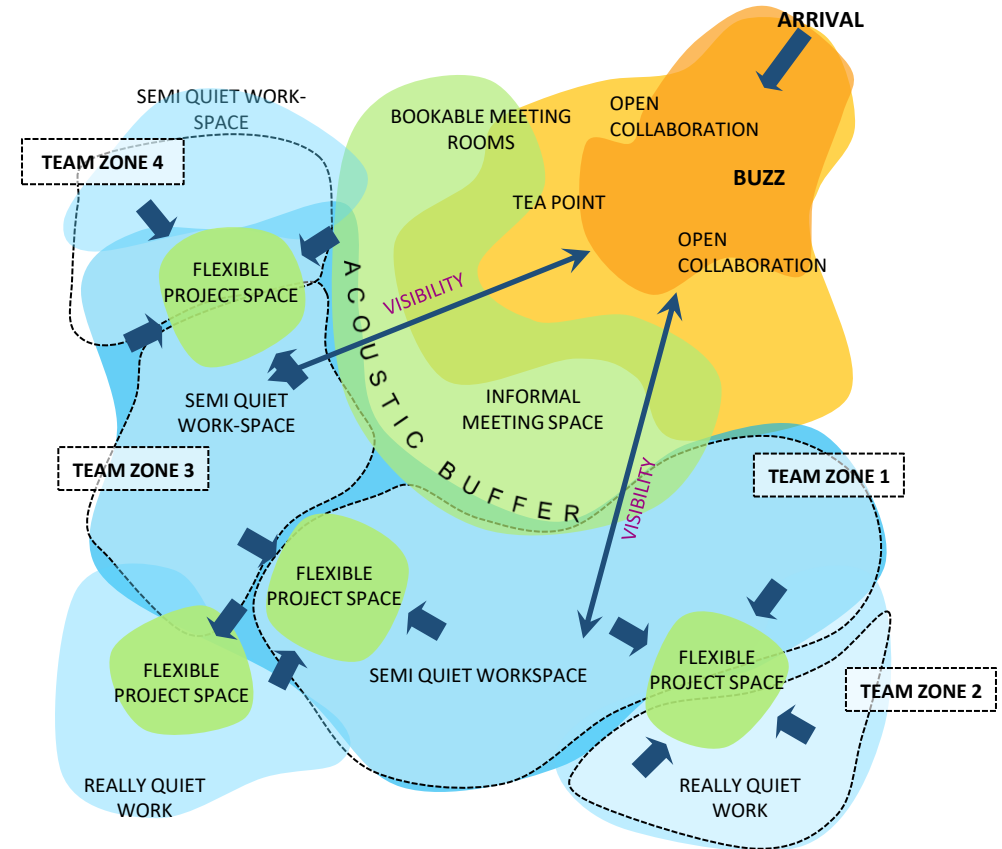 ARRIVAL
SEMI QUIET WORK-
SPACE
BOOKABLE MEETING
ROOMS
OPEN
COLLABORATION
TEAM ZONE 4
BUZZ
TEA POINT
OPEN
COLLABORATION
FLEXIBLE
PROJECT SPACE
VISIBILITY
ACOUSTIC BUFFER
SEMI QUIET
WORK-SPACE
INFORMAL
MEETING SPACE
TEAM ZONE 3
TEAM ZONE 1
VISIBILITY
FLEXIBLE
PROJECT SPACE
FLEXIBLE
PROJECT SPACE
SEMI QUIET WORKSPACE
FLEXIBLE
PROJECT SPACE
TEAM ZONE 2
REALLY QUIET
WORK
REALLY QUIET
WORK